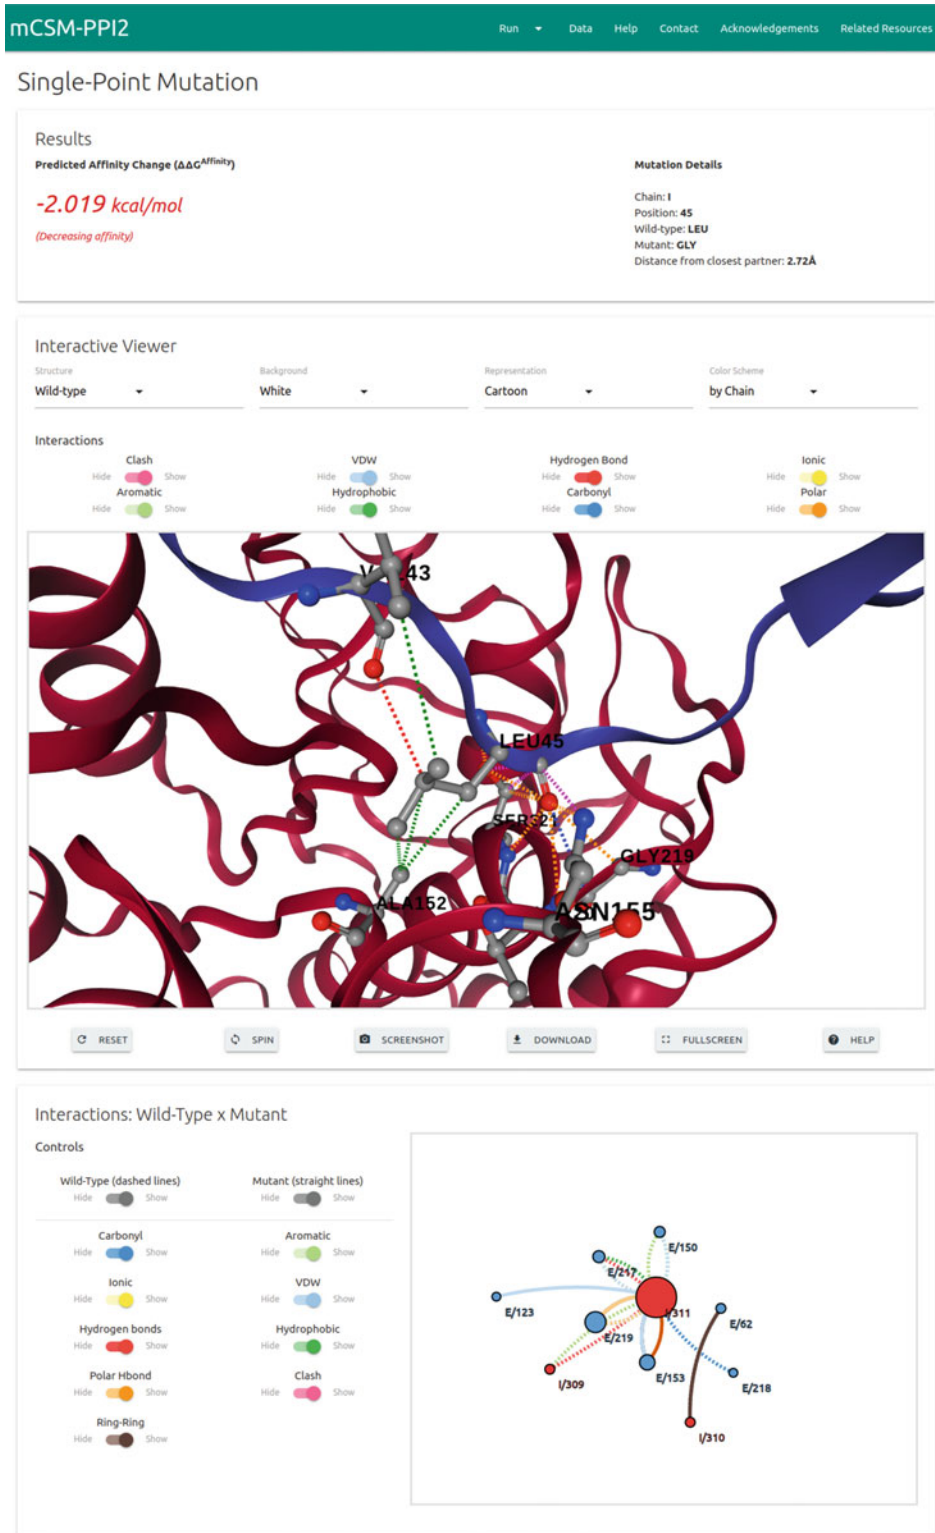 mCSM-PPI2
Run Data Help Contact Acknowledgements Related Resources
Single-Point Mutation
Results
Predicted Affinity Change (ΔΔG^Affinity)
-2.019 kcal/mol
(Decreasing affinity)
Mutation Details
Chain: I
Position: 45
Wild-type: LEU
Mutant: GLY
Distance from closest partner: 2.72Å
Interactive Viewer
Structure Background Representation Color Scheme
Wild-type White Cartoon by Chain
Interactions
Clash VDW Hydrogen Bond Ionic
Hide Show Hide Show Hide Show Hide Show
Aromatic Hydrophobic Carbonyl Polar
Hide Show Hide Show Hide Show Hide Show
LEU45
GLY219
ALA152
ASN155
RESET SPIN SCREENSHOT DOWNLOAD FULLSCREEN HELP
Interactions: Wild-Type x Mutant
Controls
Wild-Type (dashed lines) Mutant (straight lines)
Hide Show Hide Show
Carbonyl Aromatic
Hide Show Hide Show
Ionic VDW
Hide Show Hide Show
Hydrogen bonds Hydrophobic
Hide Show Hide Show
Polar Hbond Clash
Hide Show Hide Show
Ring-Ring
Hide Show
E/150
E/217
E/123
I/311
E/62
E/219
E/153
E/218
I/309
I/310